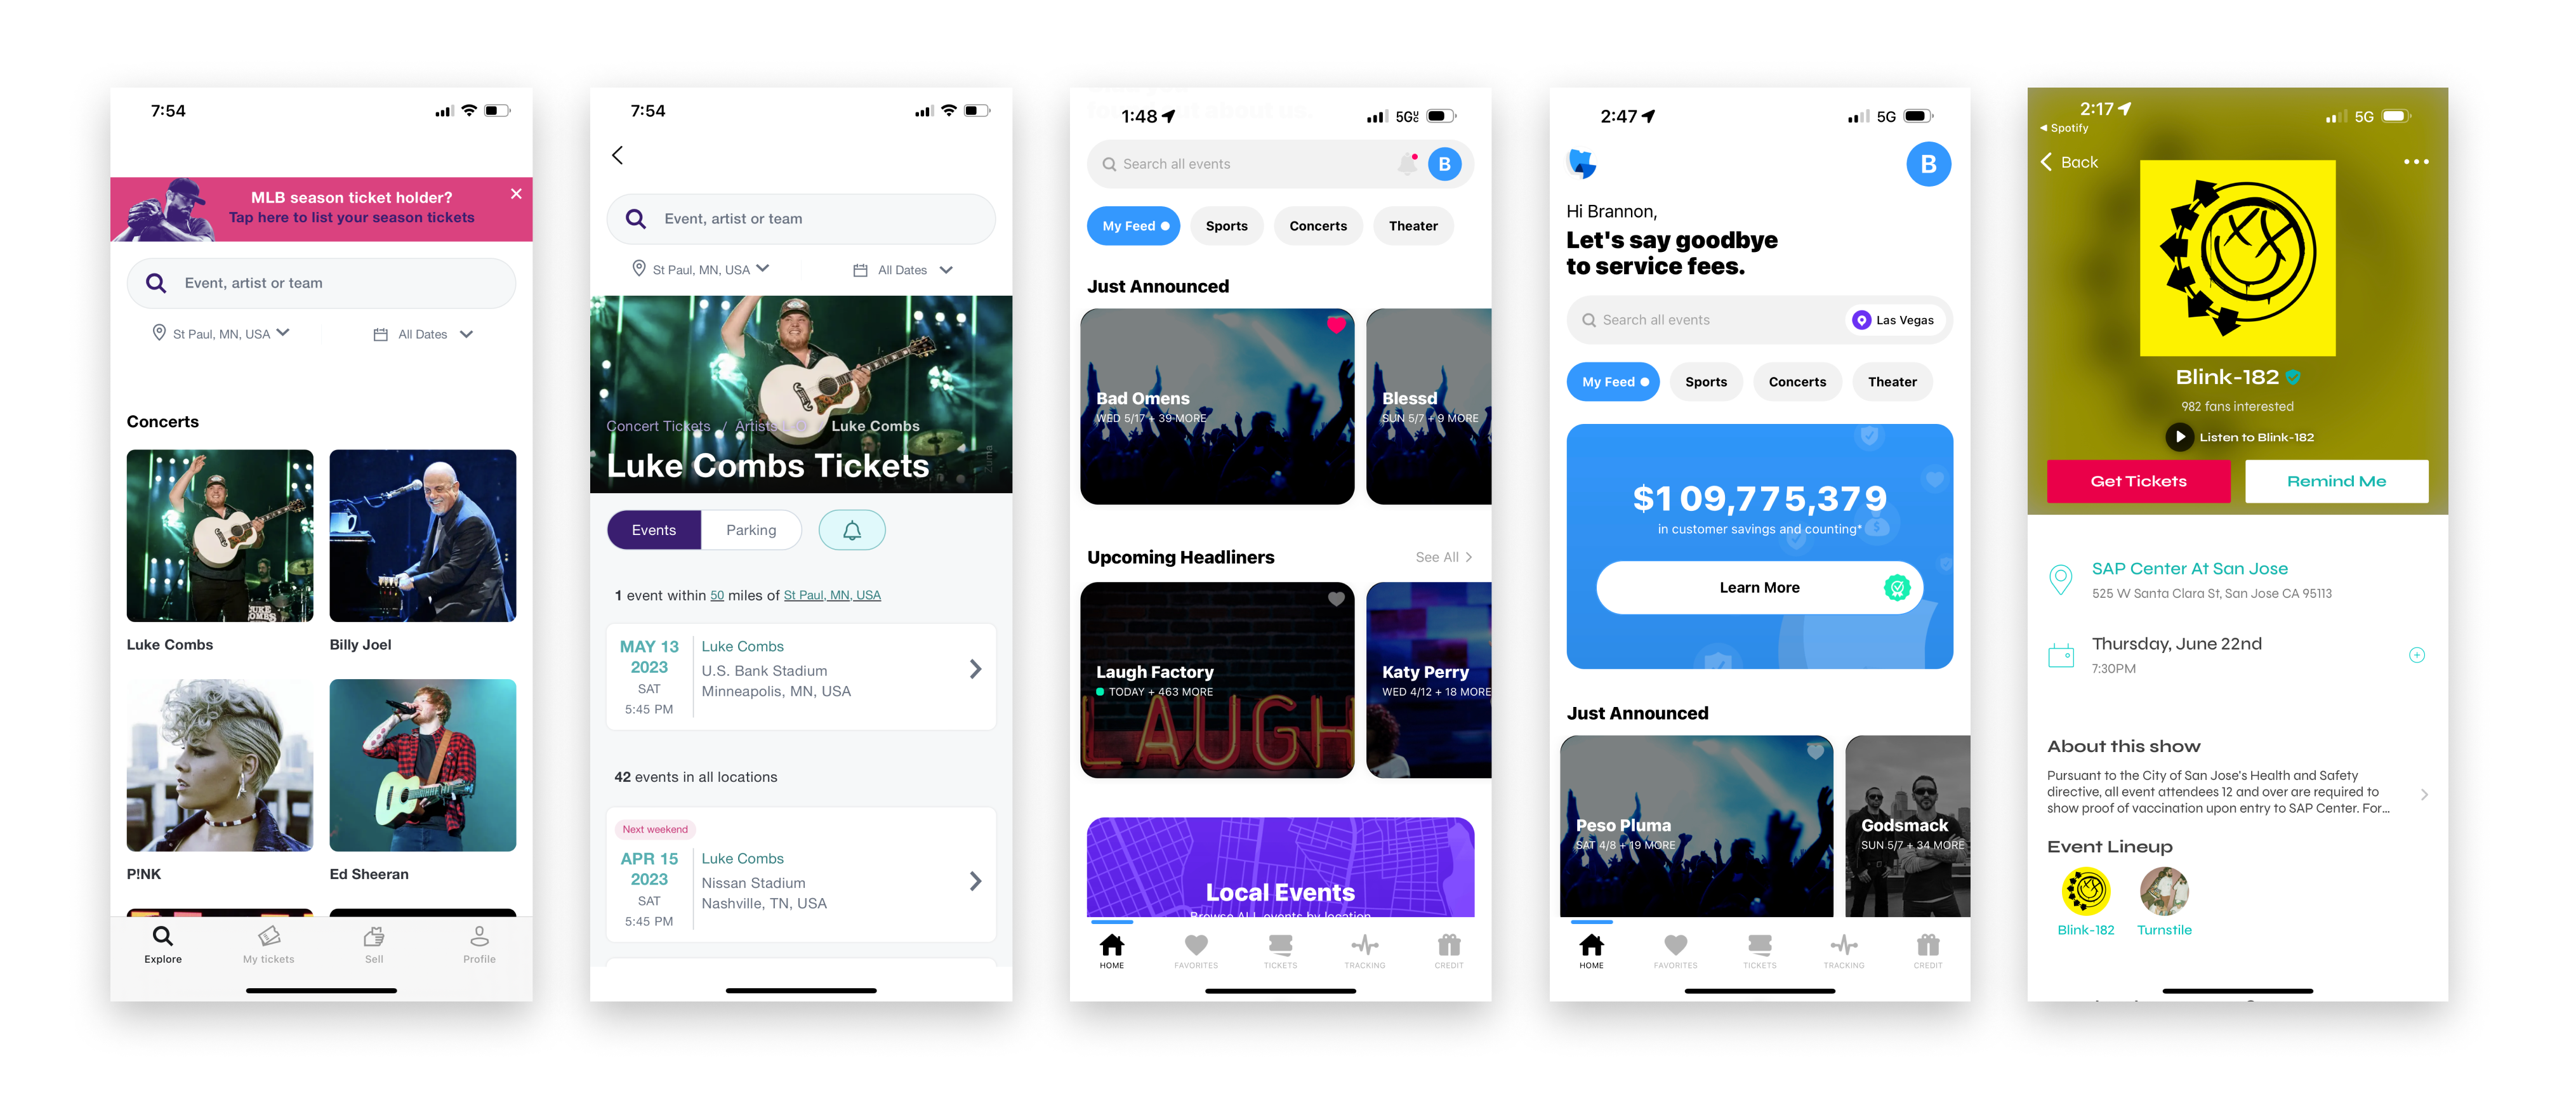 7:54
MLB season ticket holder?
Tap here to list your season tickets
Event, artist or team
St Paul, MN, USA
All Dates
Concerts
Luke Combs
Billy Joel
P!NK
Ed Sheeran
Explore
My tickets
Sell
Profile
7:54
Event, artist or team
St Paul, MN, USA
All Dates
Concert Tickets / Artists / Luke Combs
Luke Combs Tickets
Zuma
Events
Parking
1 event within 50 miles of St Paul, MN, USA
MAY 13
2023
SAT
5:45 PM
Luke Combs
U.S. Bank Stadium
Minneapolis, MN, USA
42 events in all locations
Next weekend
APR 15
2023
SAT
5:45 PM
Luke Combs
Nissan Stadium
Nashville, TN, USA
1:48
5G
Search all events
B
My Feed
Sports
Concerts
Theater
Just Announced
Bad Omens
WED 5/17 + 39 MORE
Blessd
SUN 5/7 + 9 MORE
Upcoming Headliners
See All
LAUGH
Laugh Factory
TODAY + 463 MORE
Katy Perry
WED 4/12 + 18 MORE
Local Events
Browse ALL events by location
HOME
FAVORITES
TICKETS
TRACKING
CREDIT
2:47
5G
B
Hi Brannon,
Let's say goodbye
to service fees.
Search all events
Las Vegas
My Feed
Sports
Concerts
Theater
$109,775,379
in customer savings and counting*
Learn More
Just Announced
Peso Pluma
SAT 4/8 + 19 MORE
Godsmack
SUN 5/7 + 34 MORE
HOME
FAVORITES
TICKETS
TRACKING
CREDIT
2:17
5G
Spotify
Back
Blink-182
982 fans interested
Listen to Blink-182
Get Tickets
Remind Me
SAP Center At San Jose
525 W Santa Clara St, San Jose CA 95113
Thursday, June 22nd
7:30PM
About this show
Pursuant to the City of San Jose's Health and Safety
directive, all event attendees 12 and over are required to
show proof of vaccination upon entry to SAP Center. For...
Event Lineup
Blink-182
Turnstile